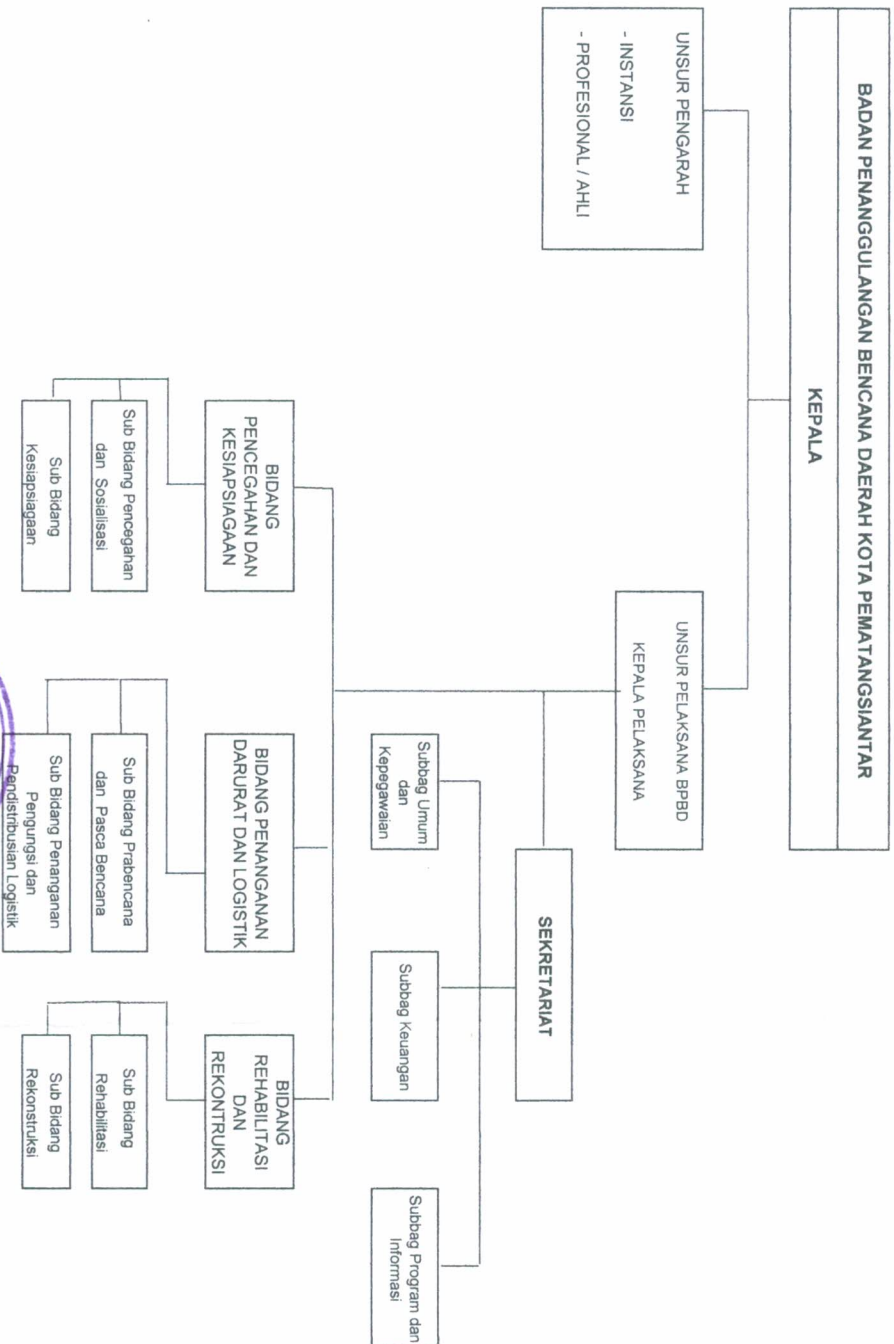 BADAN PENANGGULANGAN BENCANA DAERAH KOTA PEMATANGSIANTAR
KEPALA
UNSUR PENGARAH
- INSTANSI
- PROFESIONAL / AHLI
UNSUR PELAKSANA BPBD
KEPALA PELAKSANA
SEKRETARIAT
Subbag Umum
dan
Kepegawaian
Subbag Keuangan
Subbag Program dan
Informasi
BIDANG
PENCEGAHAN DAN
KESIAPSIAGAAN
Sub Bidang Pencegahan
dan Sosialisasi
Sub Bidang
Kesiapsiagaan
BIDANG PENANGANAN
DARURAT DAN LOGISTIK
Sub Bidang Prabencana
dan Pasca Bencana
Sub Bidang Penanganan
Pengungsi dan
Pendistribusian Logistik
BIDANG
REHABILITASI
DAN
REKONTRUKSI
Sub Bidang
Rehabilitasi
Sub Bidang
Rekonstruksi